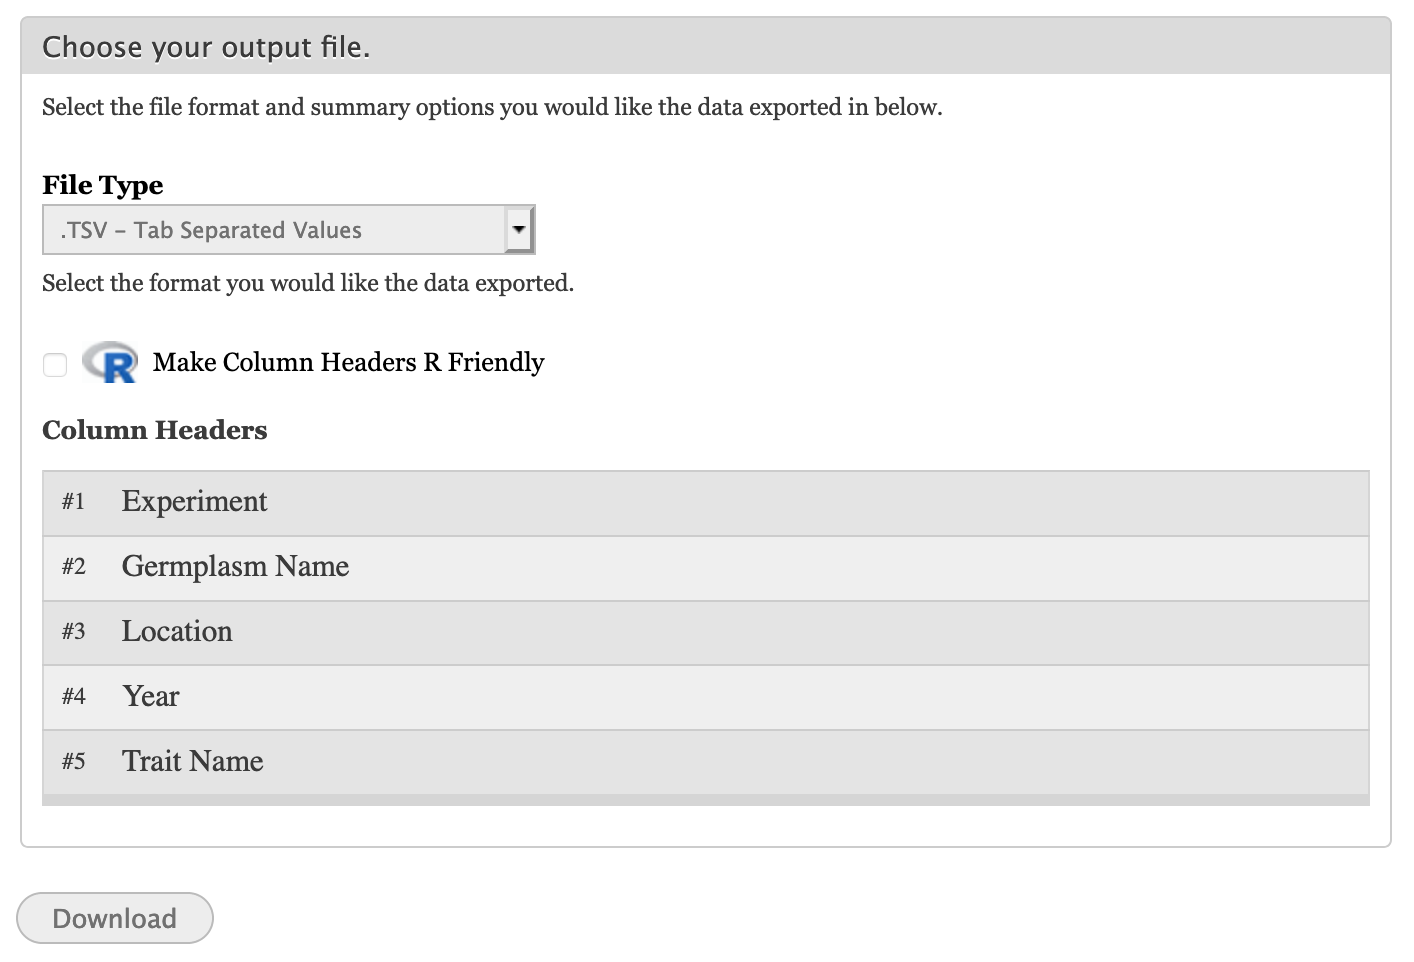 Choose your output file.
Select the file format and summary options you would like the data exported in below.
File Type
.TSV – Tab Separated Values
Select the format you would like the data exported.
R Make Column Headers R Friendly
Column Headers
#1 Experiment
#2 Germplasm Name
#3 Location
#4 Year
#5 Trait Name
Download